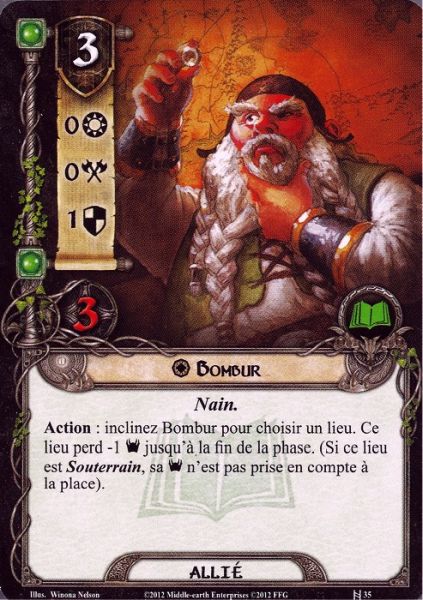 3
0
0
1
3
Bombur
Nain.
Action : inclinez Bombur pour choisir un lieu. Ce
lieu perd -1 jusqu'à la fin de la phase. (Si ce lieu
est Souterrain, sa n'est pas prise en compte à
la place).
ALLIÉ
Illus. Winona Nelson ©2012 Middle-earth Enterprises ©2012 FFG 35